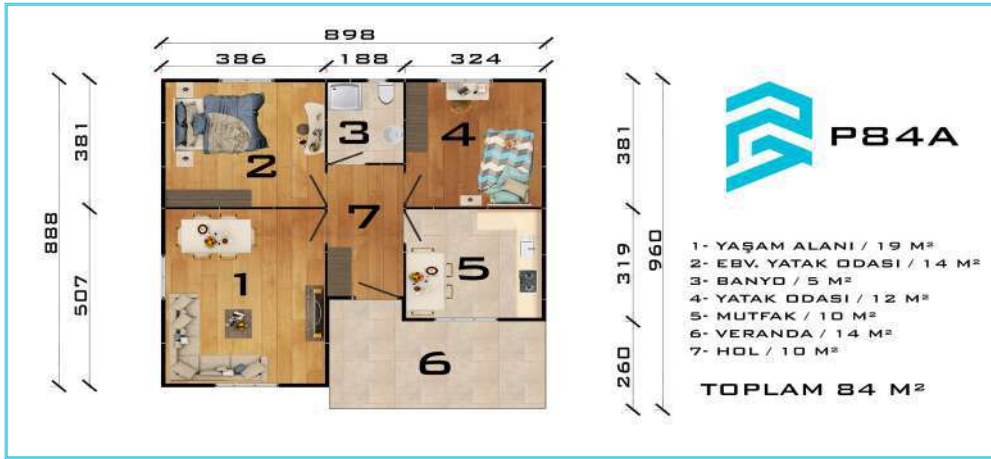 898
386 188 324
381
507
888
2
3
4
7
1
5
6
381
319
260
960
P84A
1- YAŞAM ALANI / 19 M²
2- EBV. YATAK ODASI / 14 M²
3- BANYO / 5 M²
4- YATAK ODASI / 12 M²
5- MUTFAK / 10 M²
6- VERANDA / 14 M²
7- HOL / 10 M²
TOPLAM 84 M²